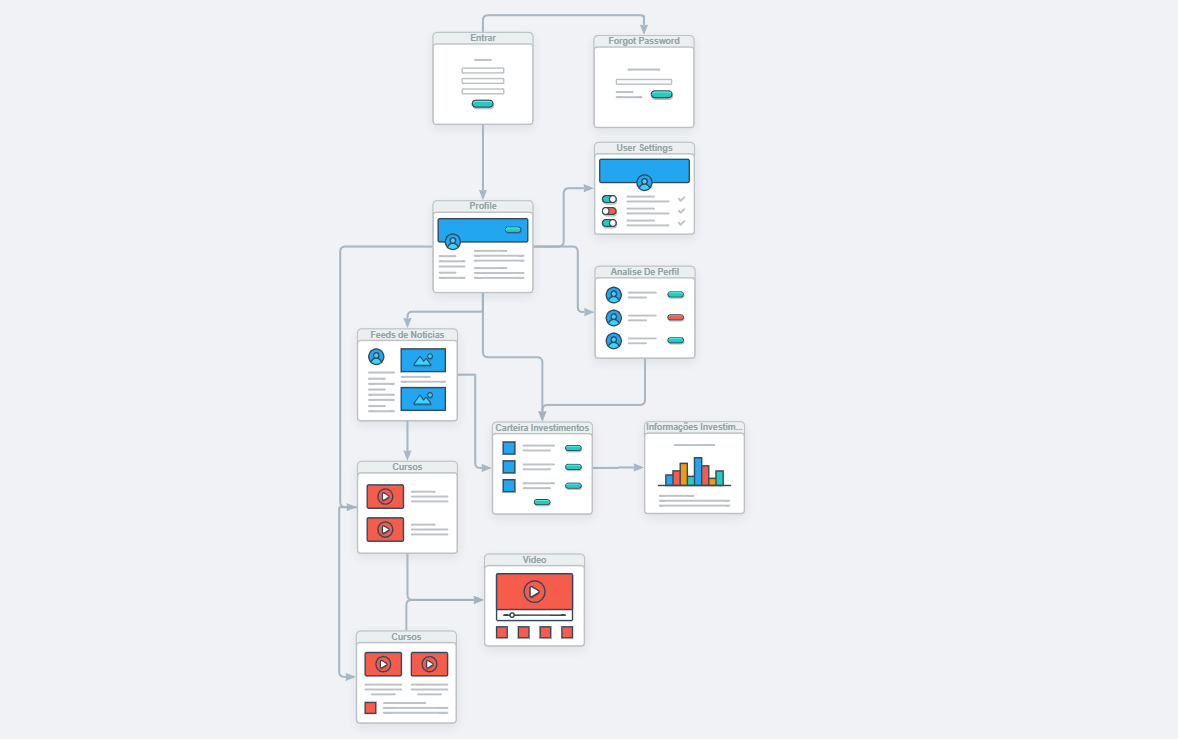 Entrar
Forgot Password
User Settings
Profile
Analise De Perfil
Feeds de Noticias
Carteira Investimentos
Informações Investim...
Cursos
Video
Cursos